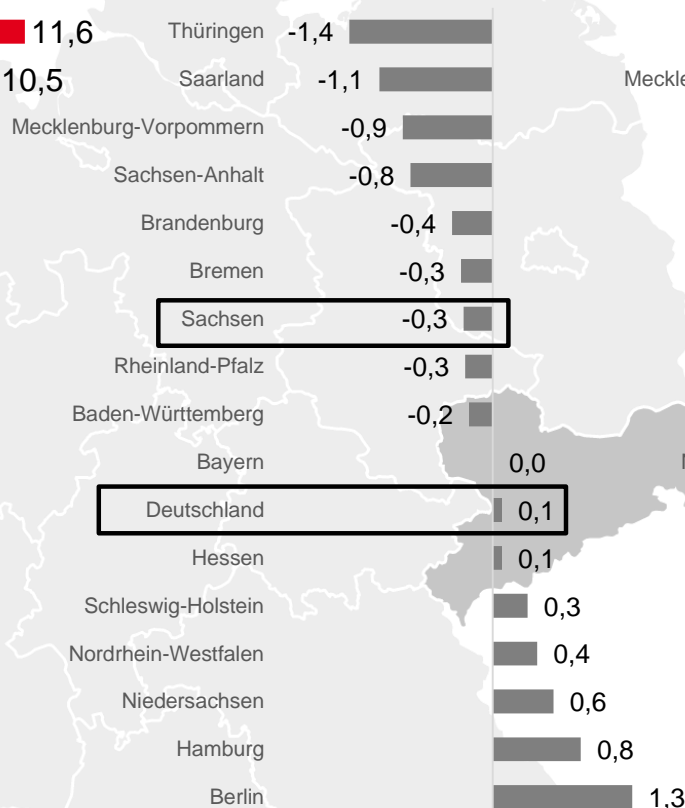 11,6
Thüringen -1,4
10,5
Saarland -1,1
Meckle
Mecklenburg-Vorpommern -0,9
Sachsen-Anhalt -0,8
Brandenburg -0,4
Bremen -0,3
Sachsen -0,3
Rheinland-Pfalz -0,3
Baden-Württemberg -0,2
Bayern 0,0
Deutschland 0,1
Hessen 0,1
Schleswig-Holstein 0,3
Nordrhein-Westfalen 0,4
Niedersachsen 0,6
Hamburg 0,8
Berlin 1,3